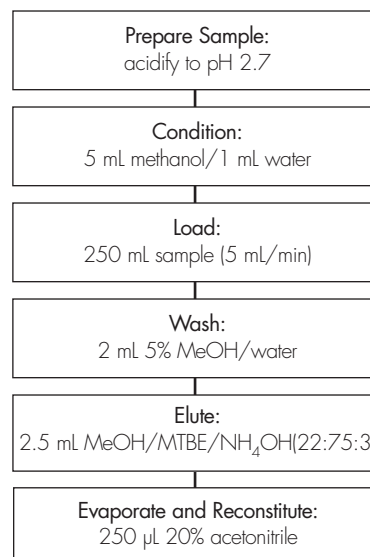 Prepare Sample:
acidify to pH 2.7
Condition:
5 mL methanol/1 mL water
Load:
250 mL sample (5 mL/min)
Wash:
2 mL 5% MeOH/water
Elute:
2.5 mL MeOH/MTBE/NH₄OH(22:75:3
Evaporate and Reconstitute:
250 µL 20% acetonitrile